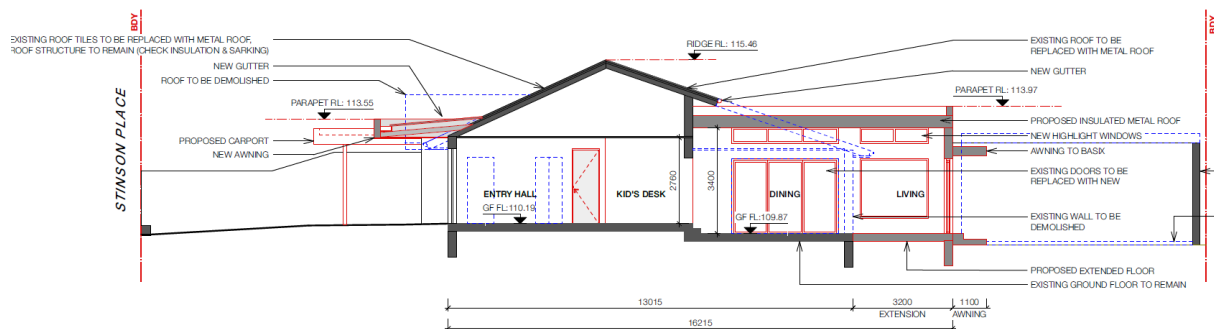 BDY
BDY
STINSON PLACE
EXISTING ROOF TILES TO BE REPLACED WITH METAL ROOF,
ROOF STRUCTURE TO REMAIN (CHECK INSULATION & SARKING)
NEW GUTTER
ROOF TO BE DEMOLISHED
PARAPET RL: 113.55
PROPOSED CARPORT
NEW AWNING
RIDGE RL: 115.46
EXISTING ROOF TO BE
REPLACED WITH METAL ROOF
NEW GUTTER
PARAPET RL: 113.97
PROPOSED INSULATED METAL ROOF
NEW HIGHLIGHT WINDOWS
AWNING TO BASIX
EXISTING DOORS TO BE
REPLACED WITH NEW
EXISTING WALL TO BE
DEMOLISHED
PROPOSED EXTENDED FLOOR
EXISTING GROUND FLOOR TO REMAIN
ENTRY HALL
GF FL:110.19
KID'S DESK
2760
3400
DINING
GF FL:109.87
LIVING
13015
3200
1100
EXTENSION
AWNING
16215